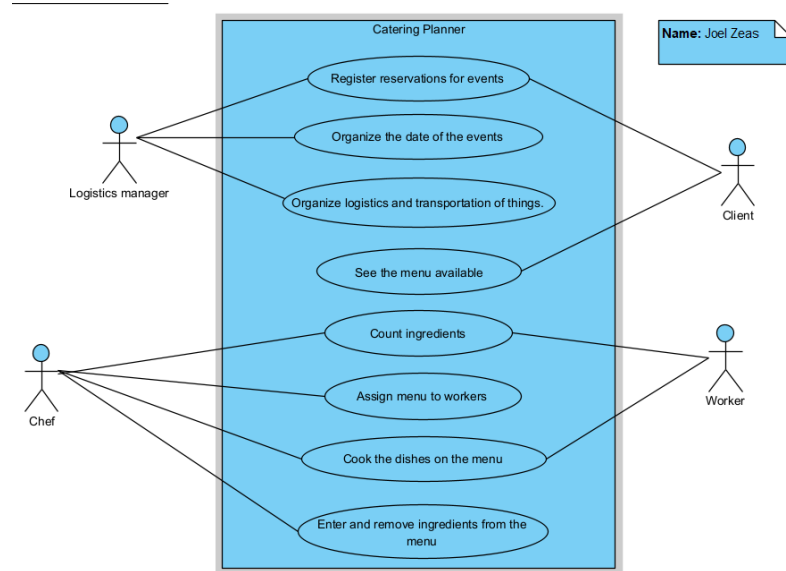 Catering Planner
Name: Joel Zeas
Register reservations for events
Organize the date of the events
Logistics manager
Organize logistics and transportation of things.
Client
See the menu available
Count ingredients
Assign menu to workers
Worker
Chef
Cook the dishes on the menu
Enter and remove ingredients from the
menu